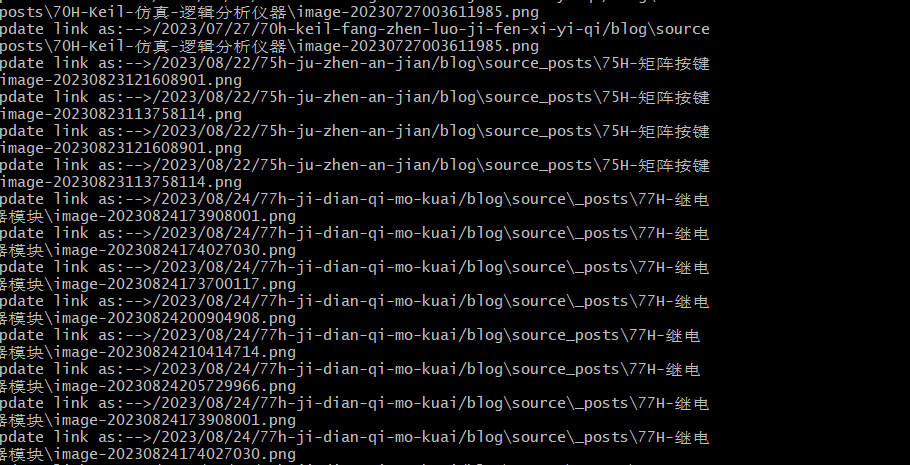 posts\70H-Keil-仿真-逻辑分析仪器\image-20230727003611985.png
pdate link as:-->/2023/07/27/70h-keil-fang-zhen-luo-ji-fen-xi-yi-qi/blog\source
posts\70H-Keil-仿真-逻辑分析仪器\image-20230727003611985.png
pdate link as:-->/2023/08/22/75h-ju-zhen-an-jian/blog\source_posts\75H-矩阵按键
image-20230823121608901.png
pdate link as:-->/2023/08/22/75h-ju-zhen-an-jian/blog\source_posts\75H-矩阵按键
image-20230823113758114.png
pdate link as:-->/2023/08/22/75h-ju-zhen-an-jian/blog\source_posts\75H-矩阵按键
image-20230823121608901.png
pdate link as:-->/2023/08/22/75h-ju-zhen-an-jian/blog\source_posts\75H-矩阵按键
image-20230823113758114.png
pdate link as:-->/2023/08/24/77h-ji-dian-qi-mo-kuai/blog\source\_posts\77H-继电
器模块\image-20230824173908001.png
pdate link as:-->/2023/08/24/77h-ji-dian-qi-mo-kuai/blog\source\_posts\77H-继电
器模块\image-20230824174027030.png
pdate link as:-->/2023/08/24/77h-ji-dian-qi-mo-kuai/blog\source\_posts\77H-继电
器模块\image-20230824173700117.png
pdate link as:-->/2023/08/24/77h-ji-dian-qi-mo-kuai/blog\source\_posts\77H-继电
器模块\image-20230824200904908.png
pdate link as:-->/2023/08/24/77h-ji-dian-qi-mo-kuai/blog\source_posts\77H-继电
器模块\image-20230824210414714.png
pdate link as:-->/2023/08/24/77h-ji-dian-qi-mo-kuai/blog\source_posts\77H-继电
器模块\image-20230824205729966.png
pdate link as:-->/2023/08/24/77h-ji-dian-qi-mo-kuai/blog\source\_posts\77H-继电
器模块\image-20230824173908001.png
pdate link as:-->/2023/08/24/77h-ji-dian-qi-mo-kuai/blog\source\_posts\77H-继电
器模块\image-20230824174027030.png